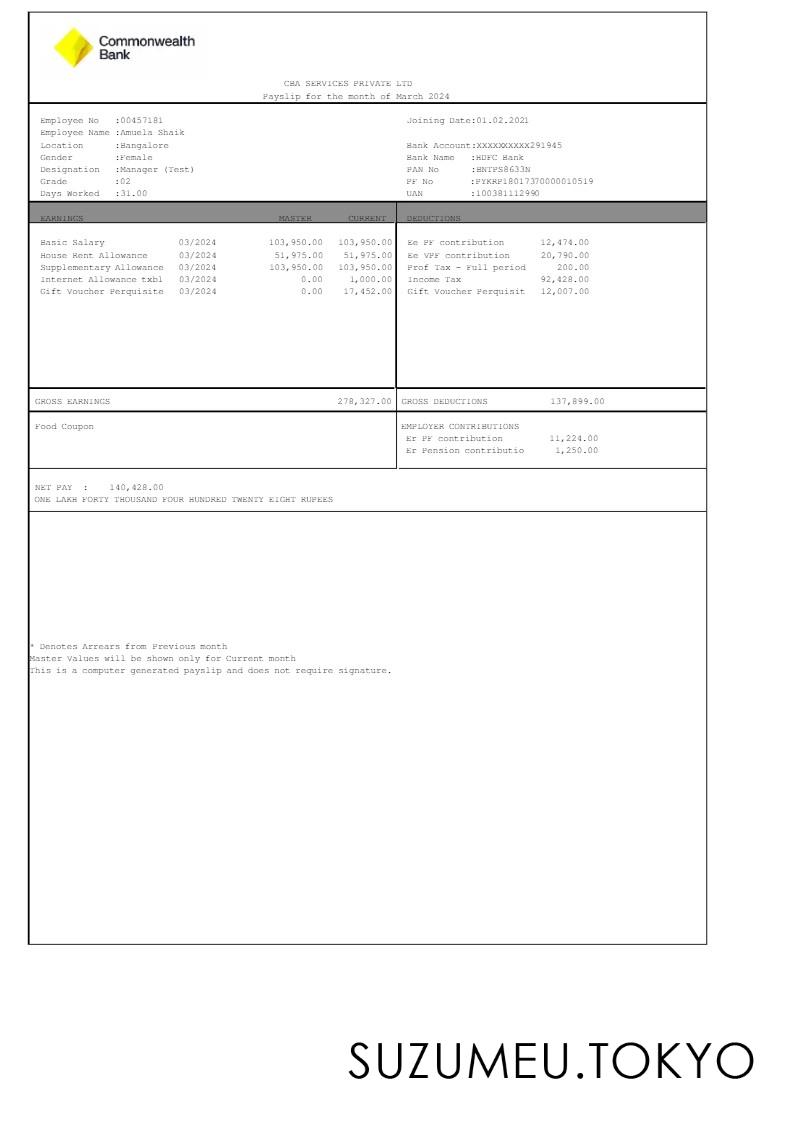 Commonwealth
Bank
CBA SERVICES PRIVATE LTD
Payslip for the month of March 2024
Employee No :00457181 Joining Date:01.02.2021
Employee Name :Amuela Shaik
Location :Bangalore Bank Account:XXXXXXXXXX291945
Gender :Female Bank Name :HDFC Bank
Designation :Manager (Test) PAN No :BNTPS8633N
Grade :02 PF No :PYKRP18017370000010519
Days Worked :31.00 UAN :100381112990
EARNINGS MASTER CURRENT DEDUCTIONS
Basic Salary 03/2024 103,950.00 103,950.00 Ee PF contribution 12,474.00
House Rent Allowance 03/2024 51,975.00 51,975.00 Ee VPF contribution 20,790.00
Supplementary Allowance 03/2024 103,950.00 103,950.00 Prof Tax - Full period 200.00
Internet Allowance txbl 03/2024 0.00 1,000.00 Income Tax 92,428.00
Gift Voucher Perquisite 03/2024 0.00 17,452.00 Gift Voucher Perquisit 12,007.00
GROSS EARNINGS 278,327.00 GROSS DEDUCTIONS 137,899.00
Food Coupon EMPLOYER CONTRIBUTIONS
Er PF contribution 11,224.00
Er Pension contributio 1,250.00
NET PAY : 140,428.00
ONE LAKH FORTY THOUSAND FOUR HUNDRED TWENTY EIGHT RUPEES
* Denotes Arrears from Previous month
Master Values will be shown only for Current month
This is a computer generated payslip and does not require signature.
SUZUMEU.TOKYO